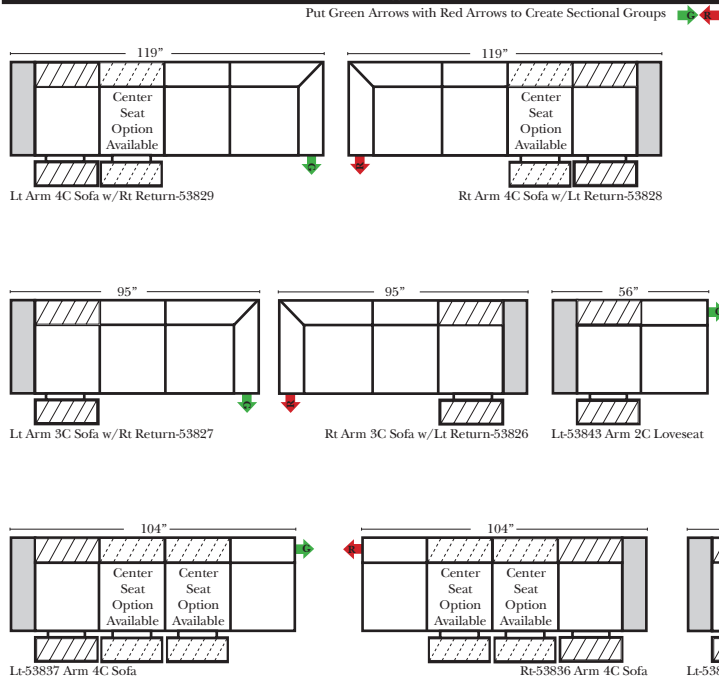 Put Green Arrows with Red Arrows to Create Sectional Groups G R
119” 119”
Center Seat Option Available
Center Seat Option Available
G
R
Lt Arm 4C Sofa w/Rt Return-53829
Rt Arm 4C Sofa w/Lt Return-53828
95” 95” 56”
G
R
Lt Arm 3C Sofa w/Rt Return-53827
Rt Arm 3C Sofa w/Lt Return-53826
Lt-53843 Arm 2C Loveseat
104” 104”
G
R
Center Seat Option Available
Center Seat Option Available
Center Seat Option Available
Center Seat Option Available
Lt-53837 Arm 4C Sofa
Rt-53836 Arm 4C Sofa